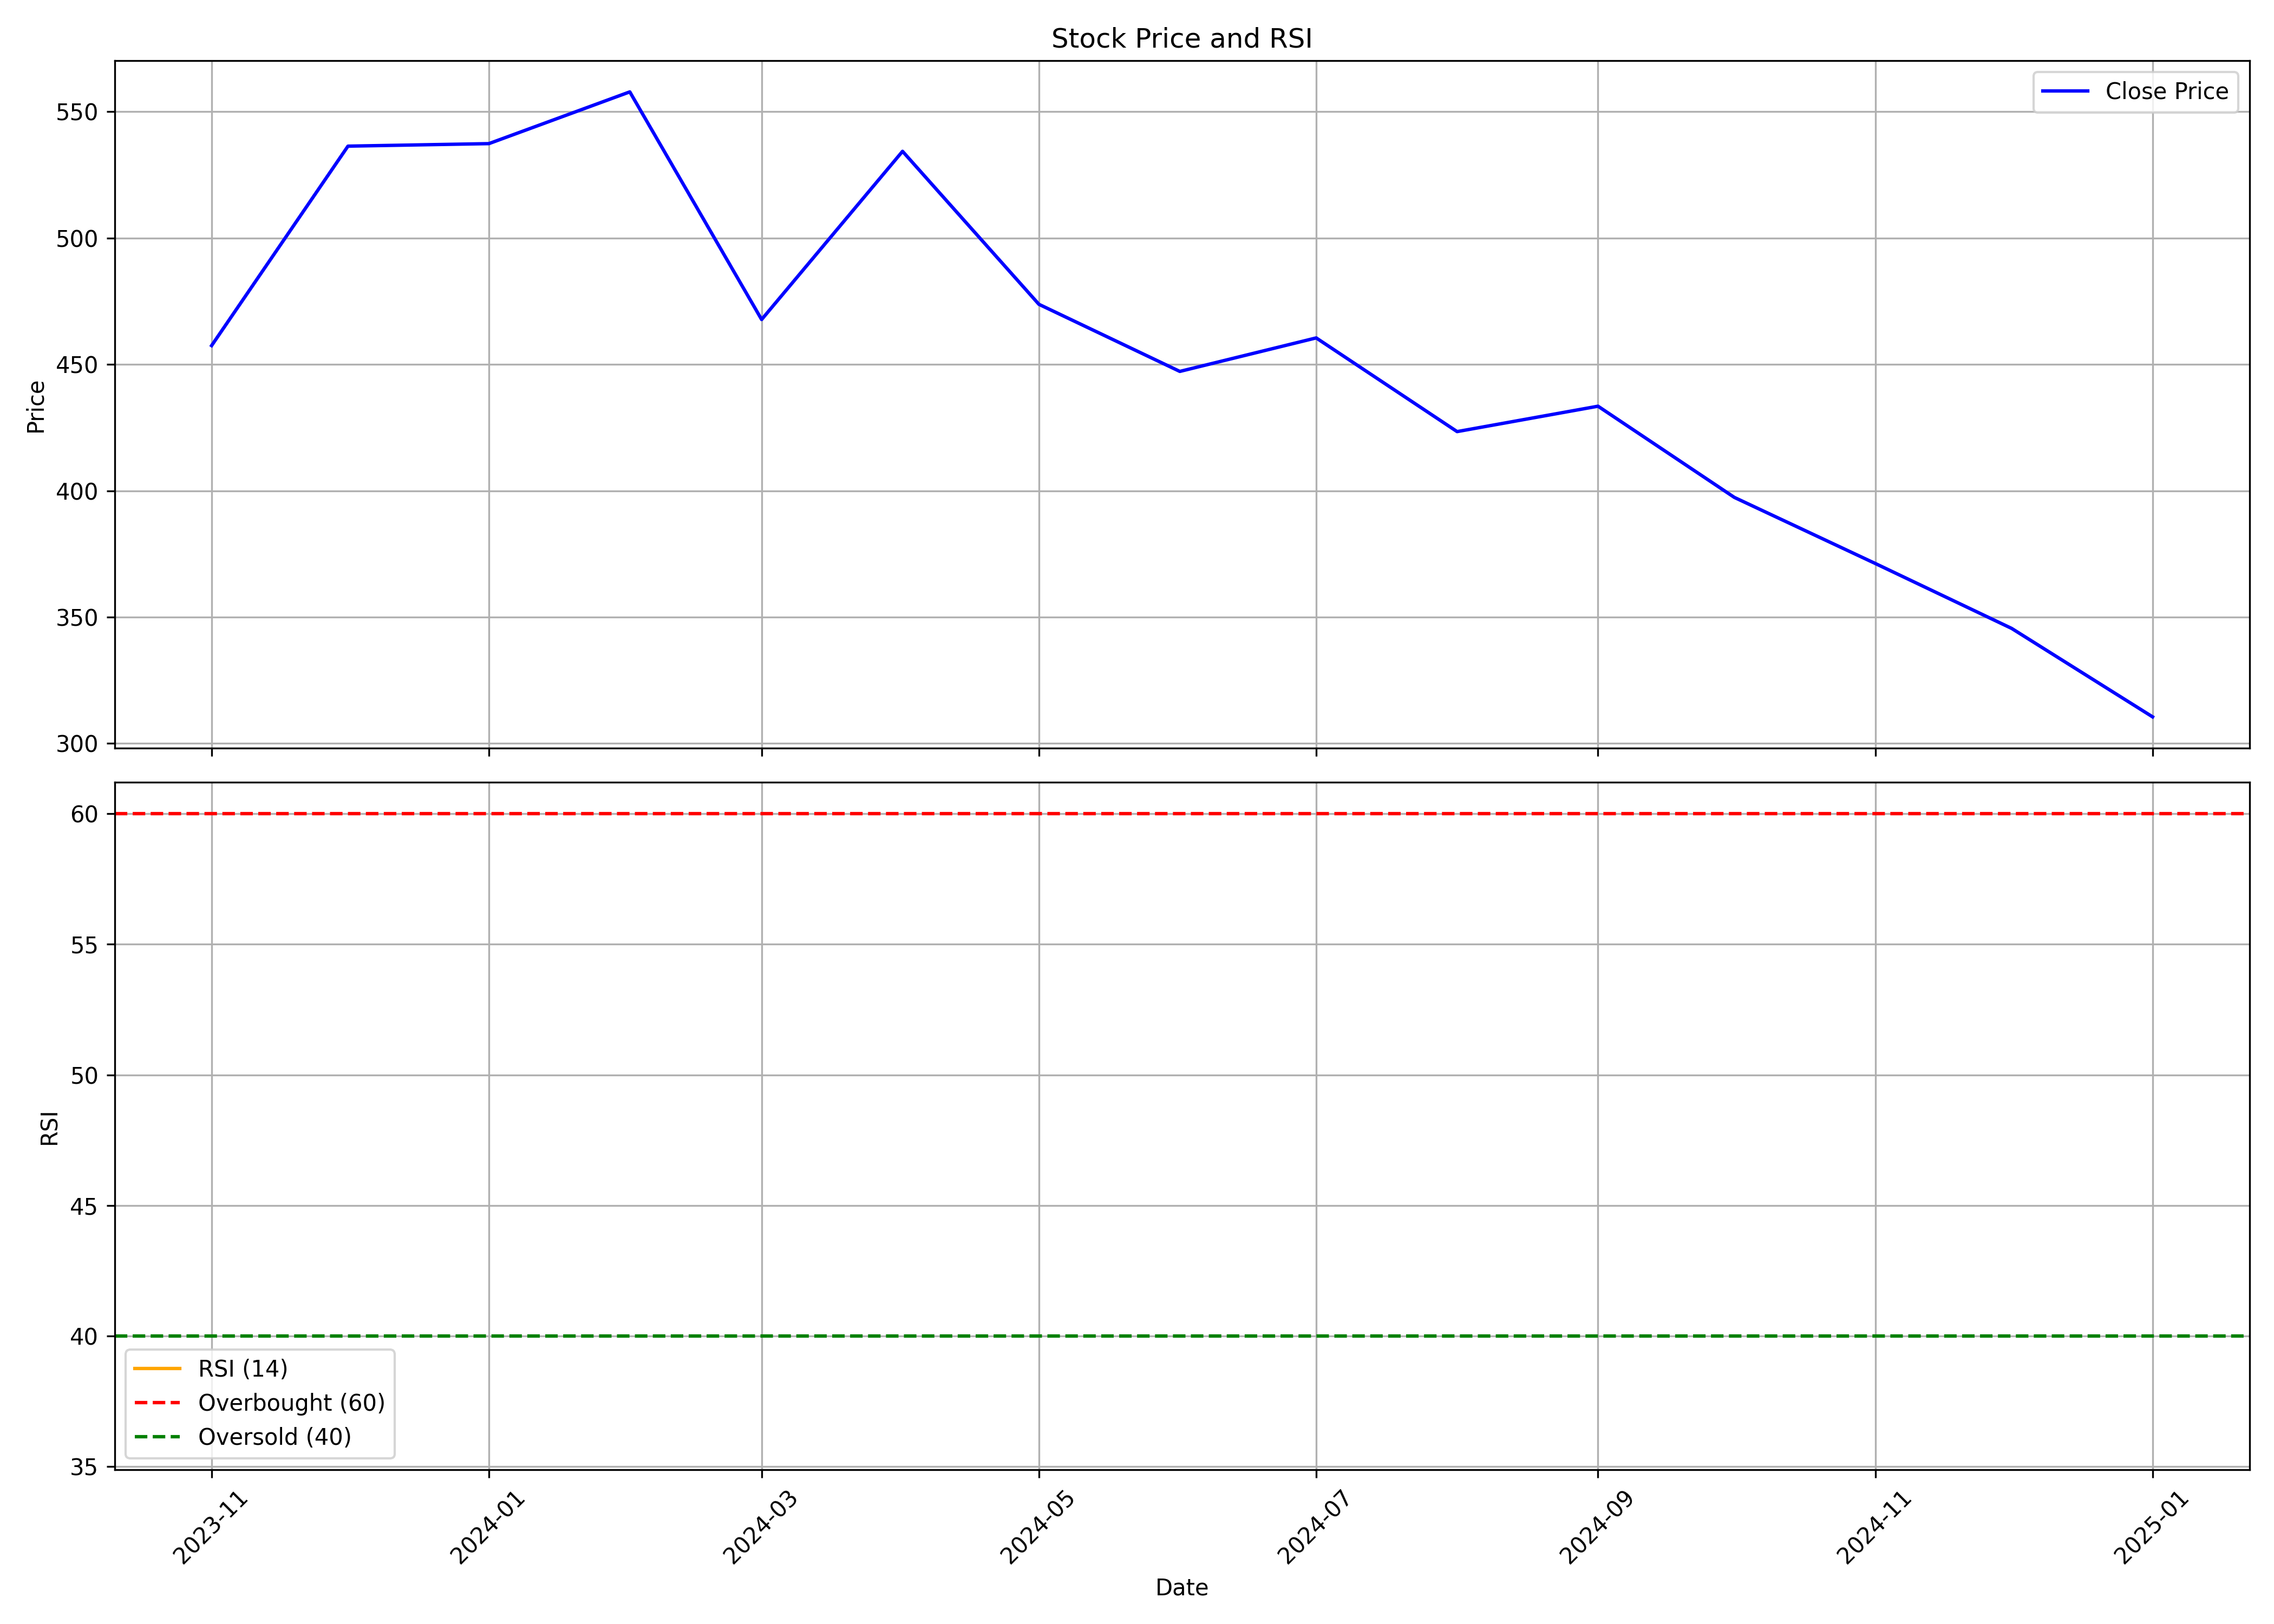 Stock Price and RSI
Close Price
550
500
450
400
350
300
Price
60
55
50
45
40
35
RSI
RSI (14)
Overbought (60)
Oversold (40)
2023-11
2024-01
2024-03
2024-05
2024-07
2024-09
2024-11
2025-01
Date